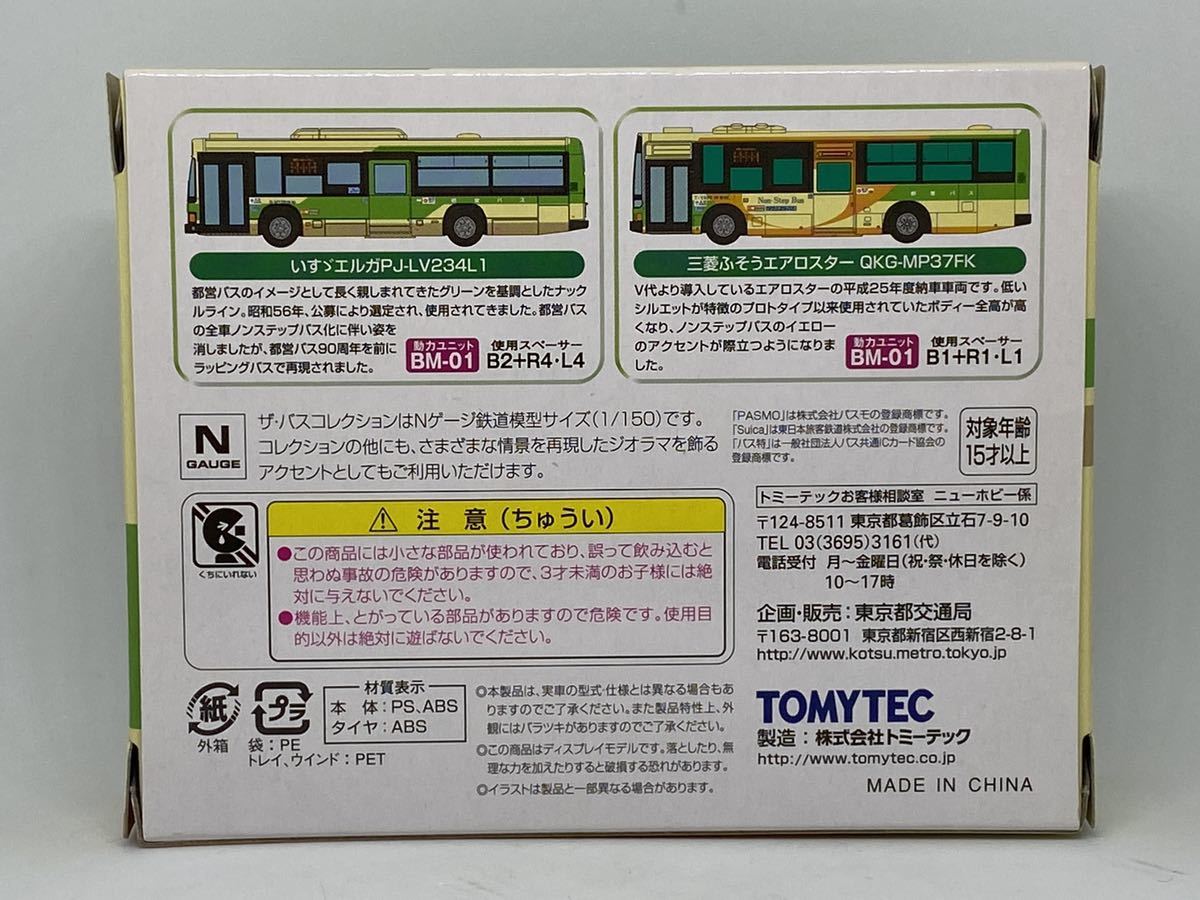 いすゞエルガPJ-LV234L1
都営バスのイメージとして長く親しまれてきたグリーンを基調としたナック
ルライン。昭和56年、公募により選定され、使用されてきました。都営バス
の全車ノンステップバス化に伴い姿を
消しましたが、都営バス90周年を前に
ラッピングバスで再現されました。
動力ユニット
BM-01
使用スペーサー
B2+R4・L4
Non-Step Bus
都営バス
三菱ふそうエアロスター QKG-MP37FK
V代より導入しているエアロスターの平成25年度納車車両です。低い
シルエットが特徴のプロトタイプ以来使用されていたボディー全高が高
くなり、ノンステップバスのイエロー
のアクセントが際立つようになりま
した。
動力ユニット
BM-01
使用スペーサー
B1+R1・L1
N
GAUGE
ザ・バスコレクションはNゲージ鉄道模型サイズ(1/150)です。
コレクションの他にも、さまざまな情景を再現したジオラマを飾る
アクセントとしてもご利用いただけます。
「PASMO」は株式会社パスモの登録商標です。
「Suica」は東日本旅客鉄道株式会社の登録商標です。
「バス特」は一般社団法人バス共通ICカード協会の
登録商標です。
対象年齢
15才以上
くちにいれない
⚠ 注 意(ちゅうい)
●この商品には小さな部品が使われており、誤って飲み込むと
思わぬ事故の危険がありますので、3才未満のお子様には絶
対に与えないでください。
●機能上、とがっている部品がありますので危険です。使用目
的以外は絶対に遊ばないでください。
トミーテックお客様相談室 ニューホビー係
〒124-8511 東京都葛飾区立石7-9-10
TEL 03(3695)3161(代)
電話受付 月~金曜日(祝・祭・休日を除く)
10~17時
企画・販売:東京都交通局
〒163-8001 東京都新宿区西新宿2-8-1
http://www.kotsu.metro.tokyo.jp
紙
外箱
プラ
袋:PE
トレイ、ウインド:PET
材質表示
本 体:PS、ABS
タイヤ:ABS
◎本製品は、実車の型式・仕様とは異なる場合もあ
りますのでご了承ください。また製品特性上、外
観にはバラツキがありますのでご了承ください。
◎この商品はディスプレイモデルです。落としたり、無
理な力を加えたりすると破損する恐れがあります。
◎イラストは製品と一部異なる場合があります。
TOMYTEC
製造:株式会社トミーテック
http://www.tomytec.co.jp
MADE IN CHINA